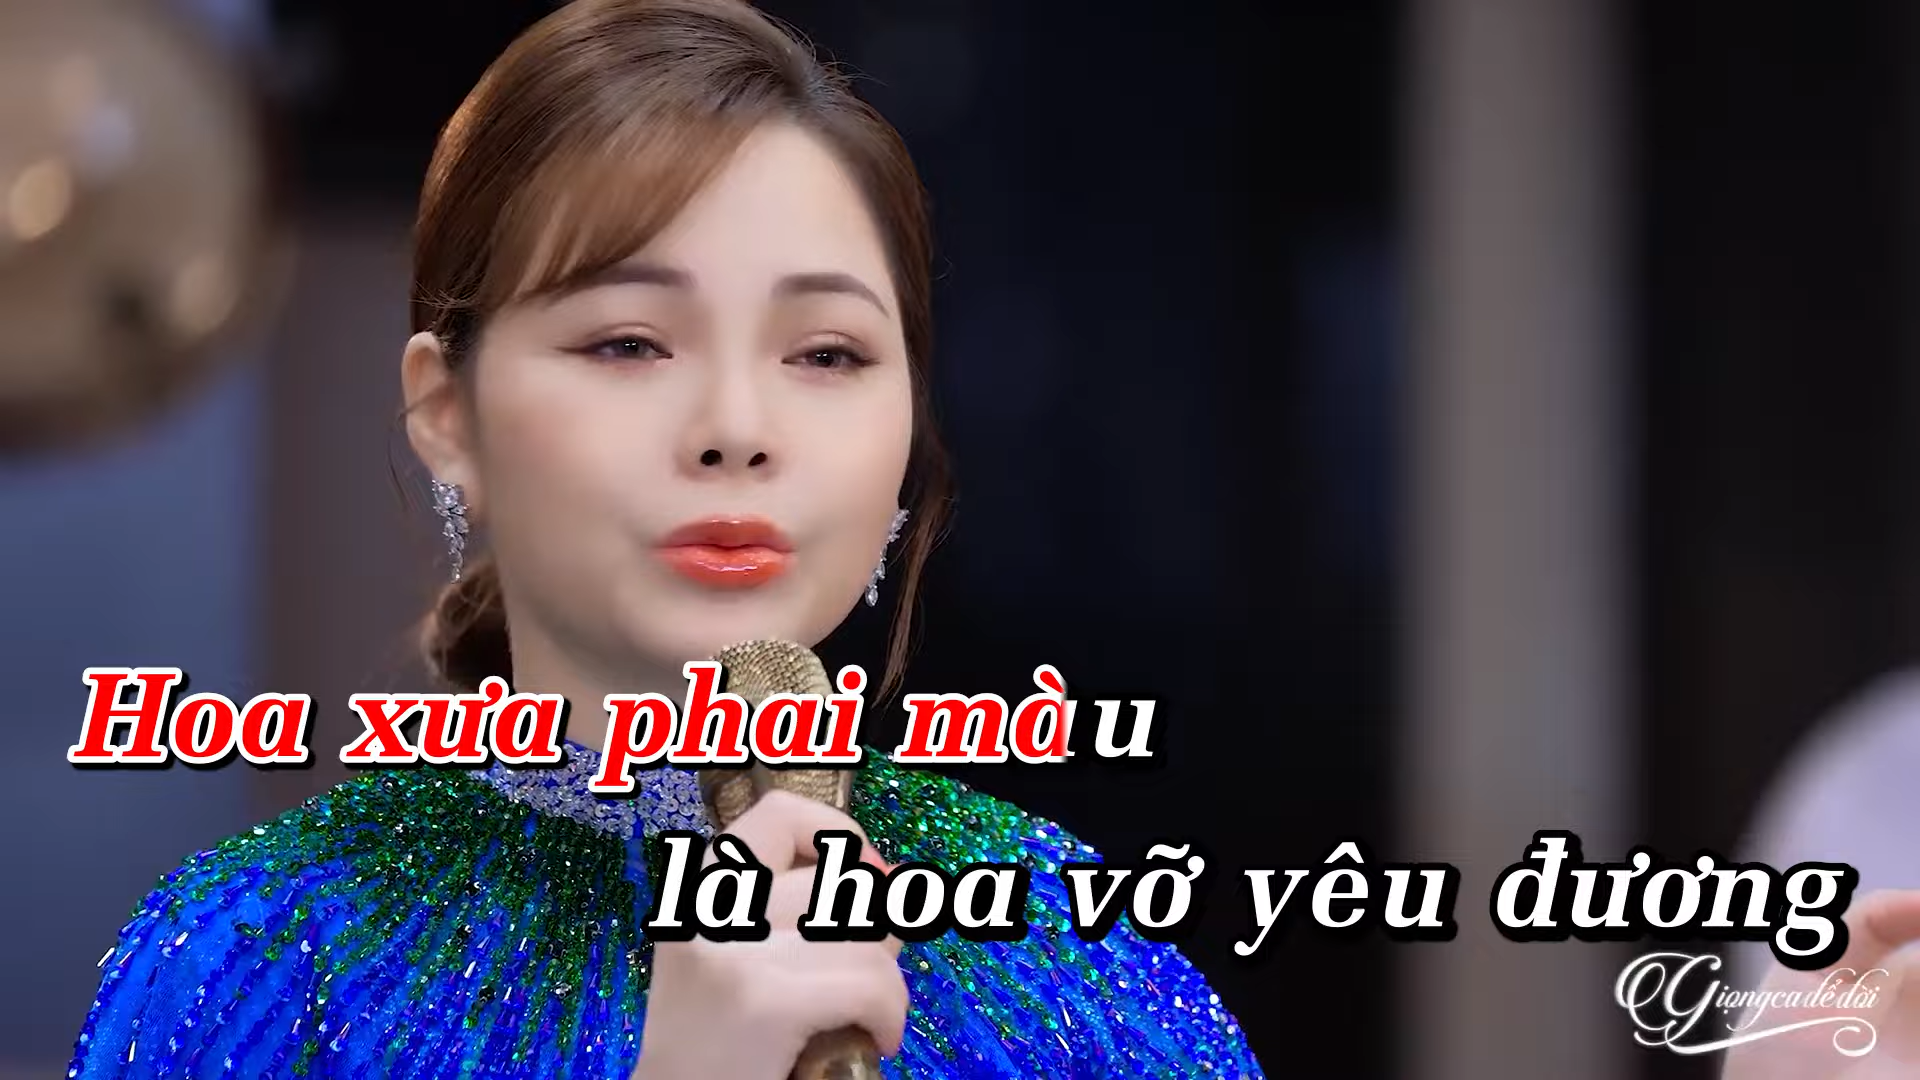 Hoa xưa phai màu
là hoa vỡ yêu đương
Giọng ca để đời